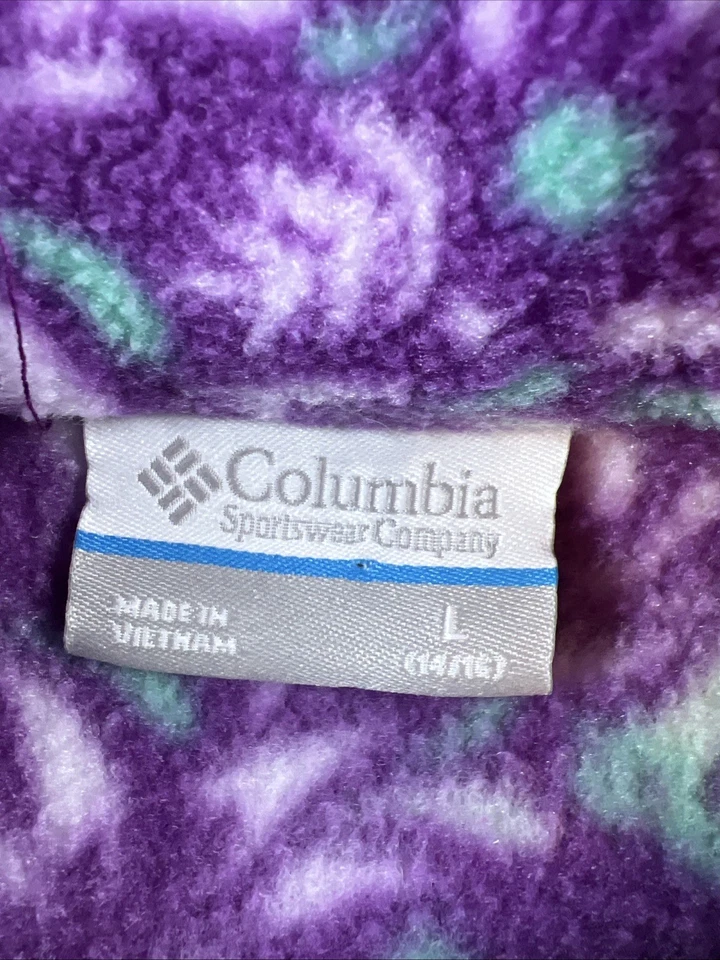 Columbia
Sportswear Company
MADE IN
VIETNAM
L
(14/16)